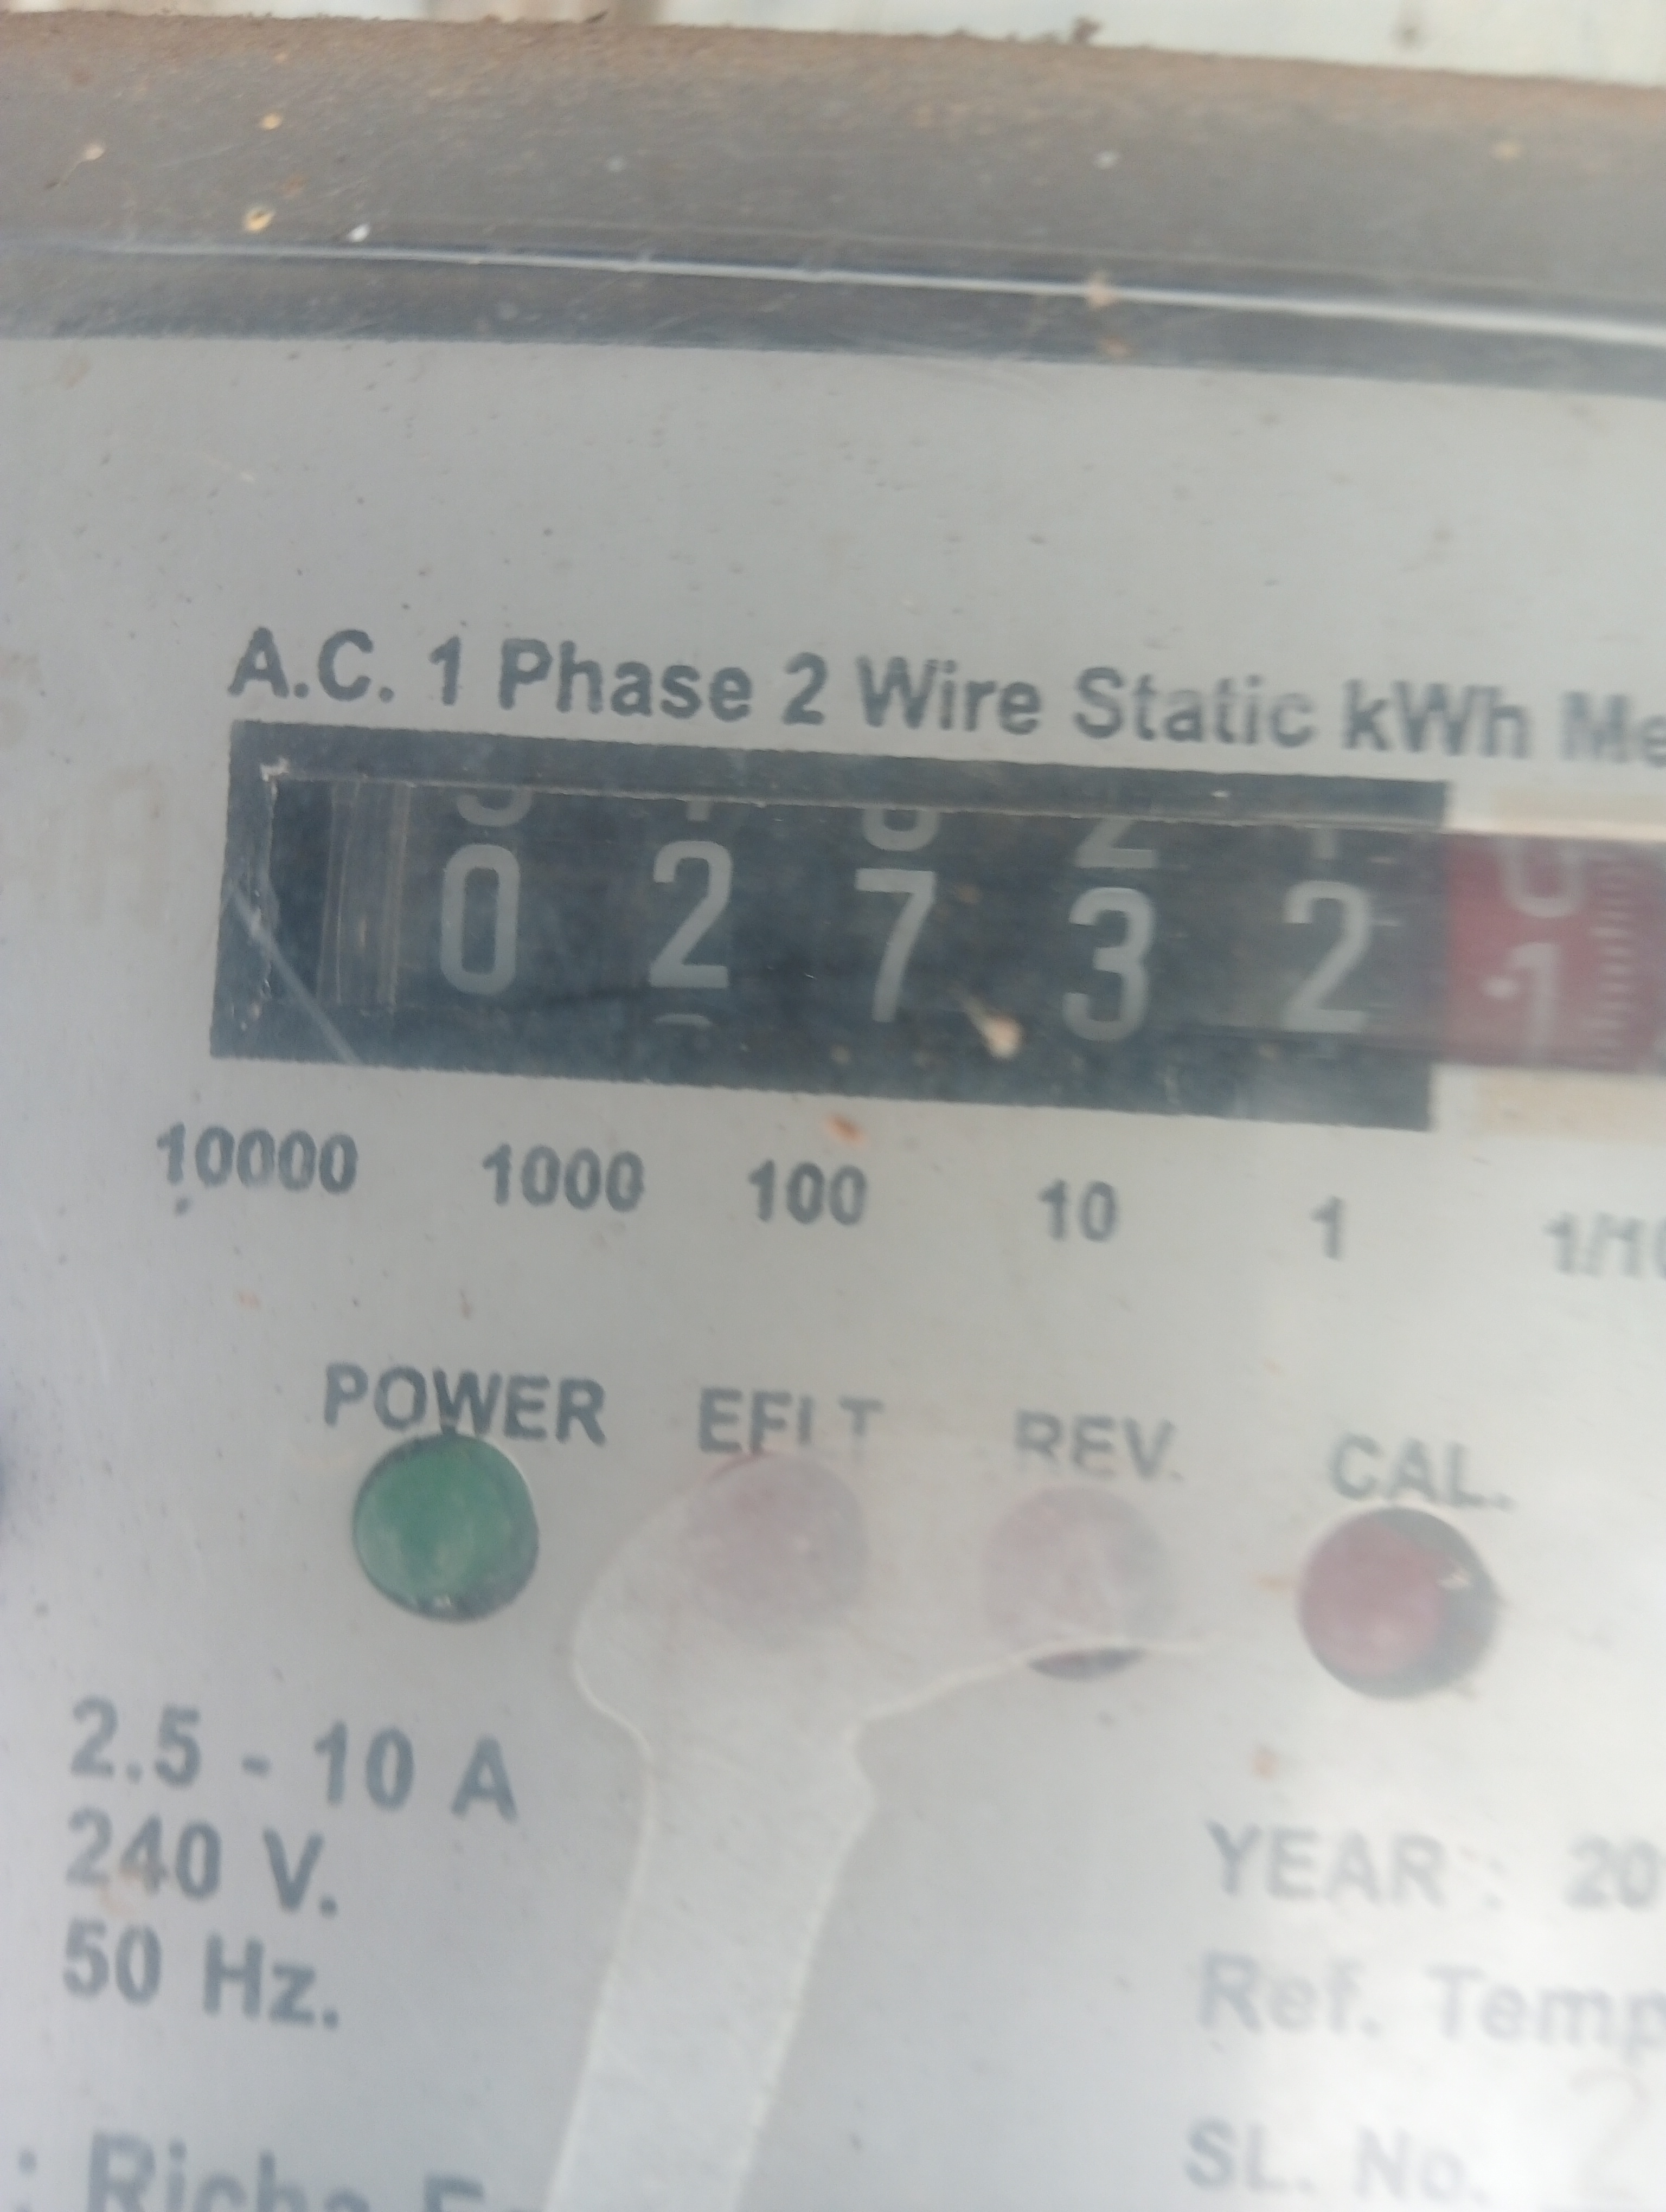 A.C. 1 Phase 2 Wire Static kWh
0 2 7 3 2 1
10000 1000 100 10 1
POWER EFLT REV. CAL.
2.5 - 10 A
240 V.
50 Hz.
YEAR :
Ref.
SL. No.